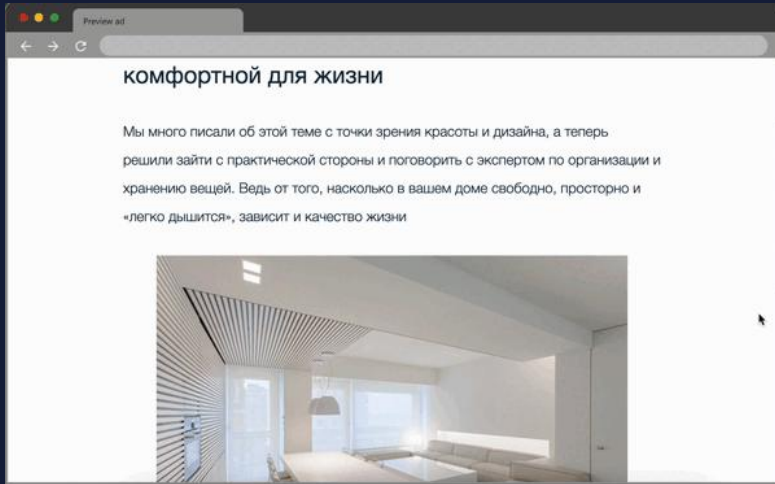 Preview ad
комфортной для жизни
Мы много писали об этой теме с точки зрения красоты и дизайна, а теперь
решили зайти с практической стороны и поговорить с экспертом по организации и
хранению вещей. Ведь от того, насколько в вашем доме свободно, просторно и
«легко дышится», зависит и качество жизни